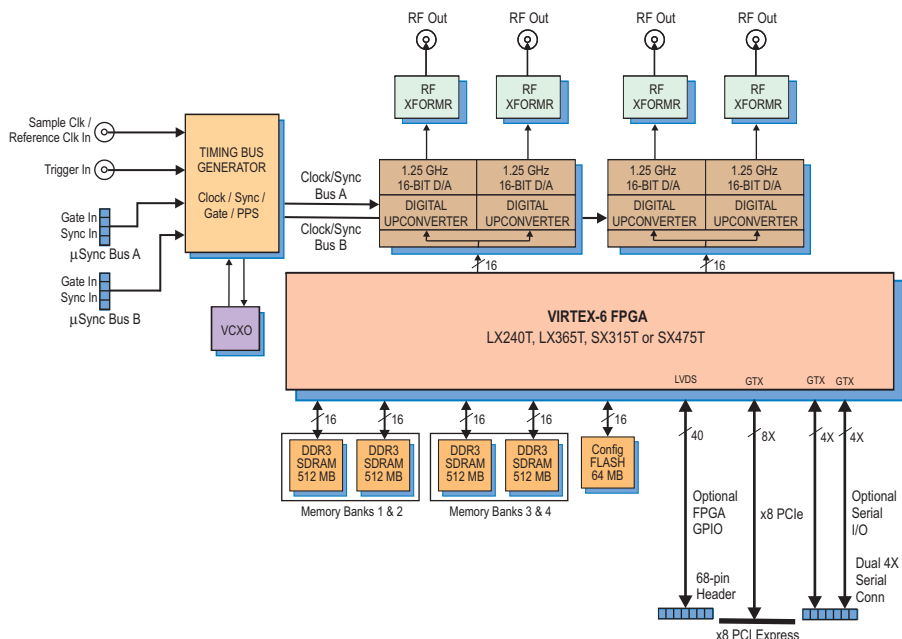 RF Out
RF Out
RF Out
RF Out
RF
XFORMR
RF
XFORMR
RF
XFORMR
RF
XFORMR
Sample Clk /
Reference Clk In
Trigger In
TIMING BUS
GENERATOR
Clock / Sync /
Gate / PPS
Gate In
Sync In
µSync Bus A
Gate In
Sync In
µSync Bus B
VCXO
Clock/Sync
Bus A
Clock/Sync
Bus B
1.25 GHz
16-BIT D/A
1.25 GHz
16-BIT D/A
DIGITAL
UPCONVERTER
DIGITAL
UPCONVERTER
1.25 GHz
16-BIT D/A
1.25 GHz
16-BIT D/A
DIGITAL
UPCONVERTER
DIGITAL
UPCONVERTER
16
16
VIRTEX-6 FPGA
LX240T, LX365T, SX315T or SX475T
LVDS
GTX
GTX
GTX
16
16
16
16
16
40
8X
4X
4X
DDR3
SDRAM
512 MB
DDR3
SDRAM
512 MB
DDR3
SDRAM
512 MB
DDR3
SDRAM
512 MB
Config
FLASH
64 MB
Memory Banks 1 & 2
Memory Banks 3 & 4
Optional
FPGA
GPIO
x8 PCIe
Optional
Serial
I/O
68-pin
Header
Dual 4X
Serial
Conn
x8 PCI Express